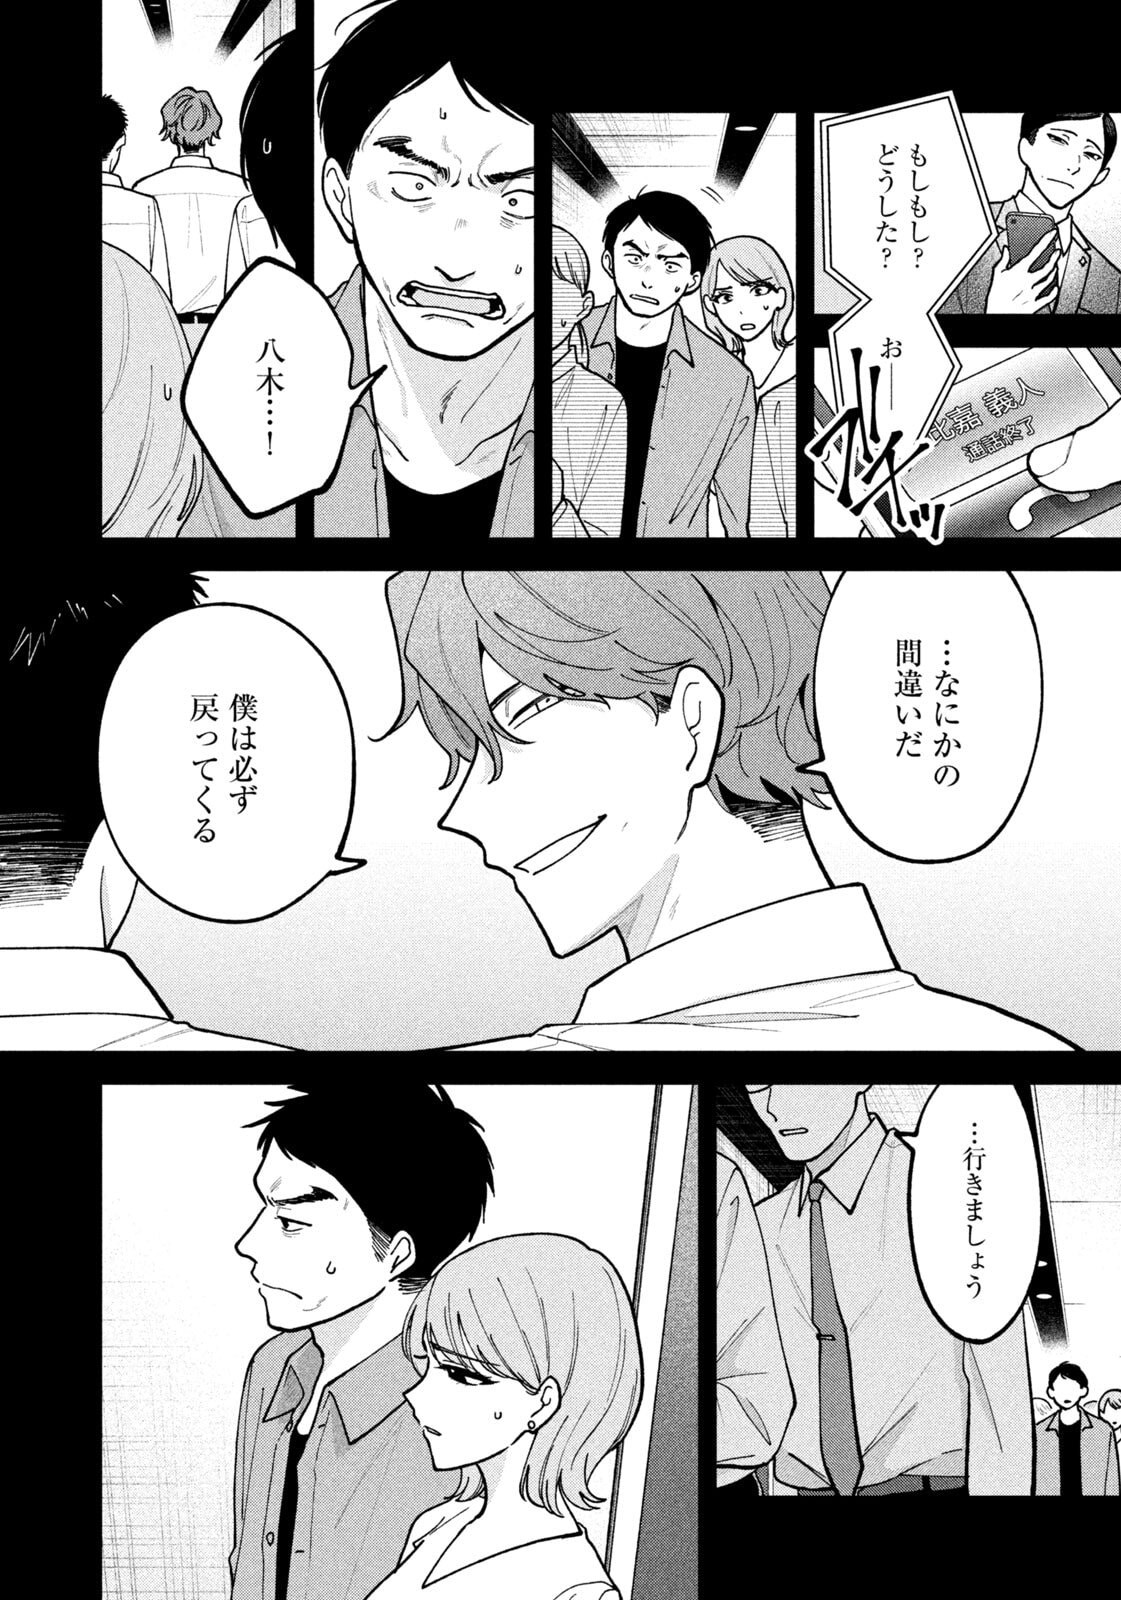 もしもし?
どうした?
お──
ブツッ
比嘉 義人
通話終了
八木…!
…なにかの
間違いだ
僕は必ず
戻ってくる
…行きましょう